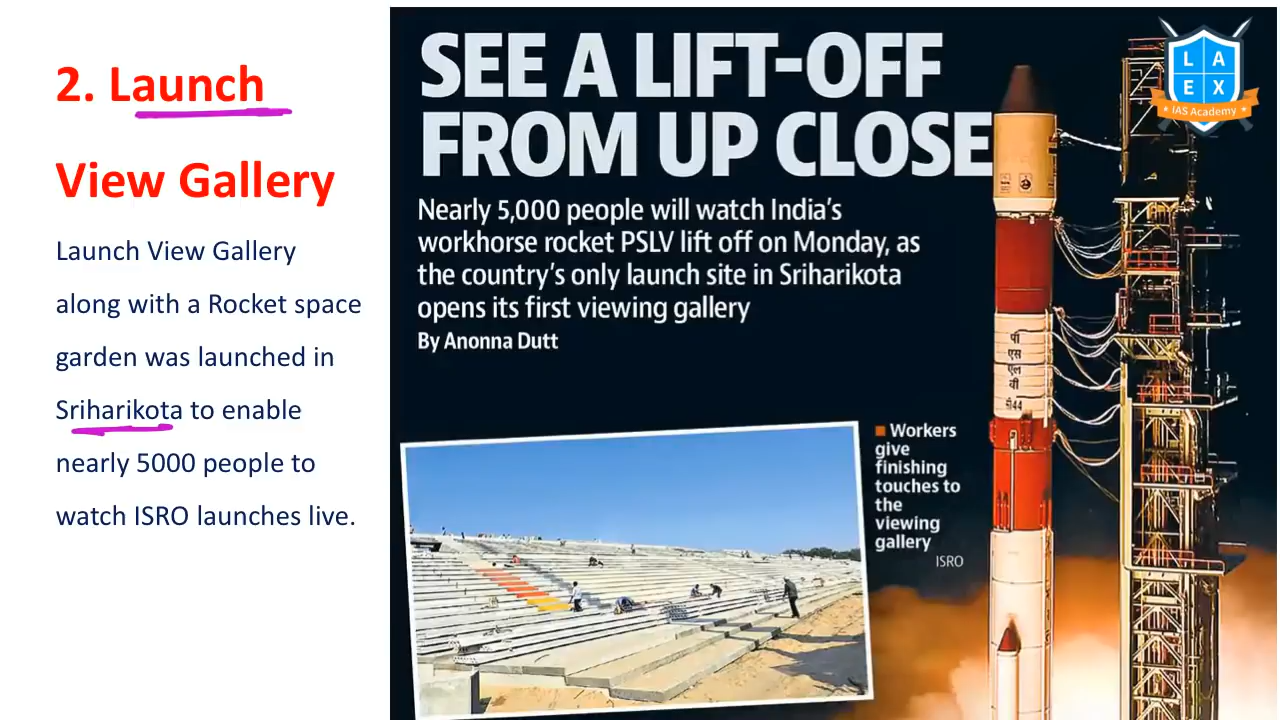 2. Launch
View Gallery
Launch View Gallery
along with a Rocket space
garden was launched in
Sriharikota to enable
nearly 5000 people to
watch ISRO launches live.
SEE A LIFT-OFF
FROM UP CLOSE
Nearly 5,000 people will watch India's
workhorse rocket PSLV lift off on Monday, as
the country's only launch site in Sriharikota
opens its first viewing gallery
By Anonna Dutt
Workers
give
finishing
touches to
the
viewing
gallery
ISRO
L A
E X
IAS Academy
पी
एस
एल
वी
सी44